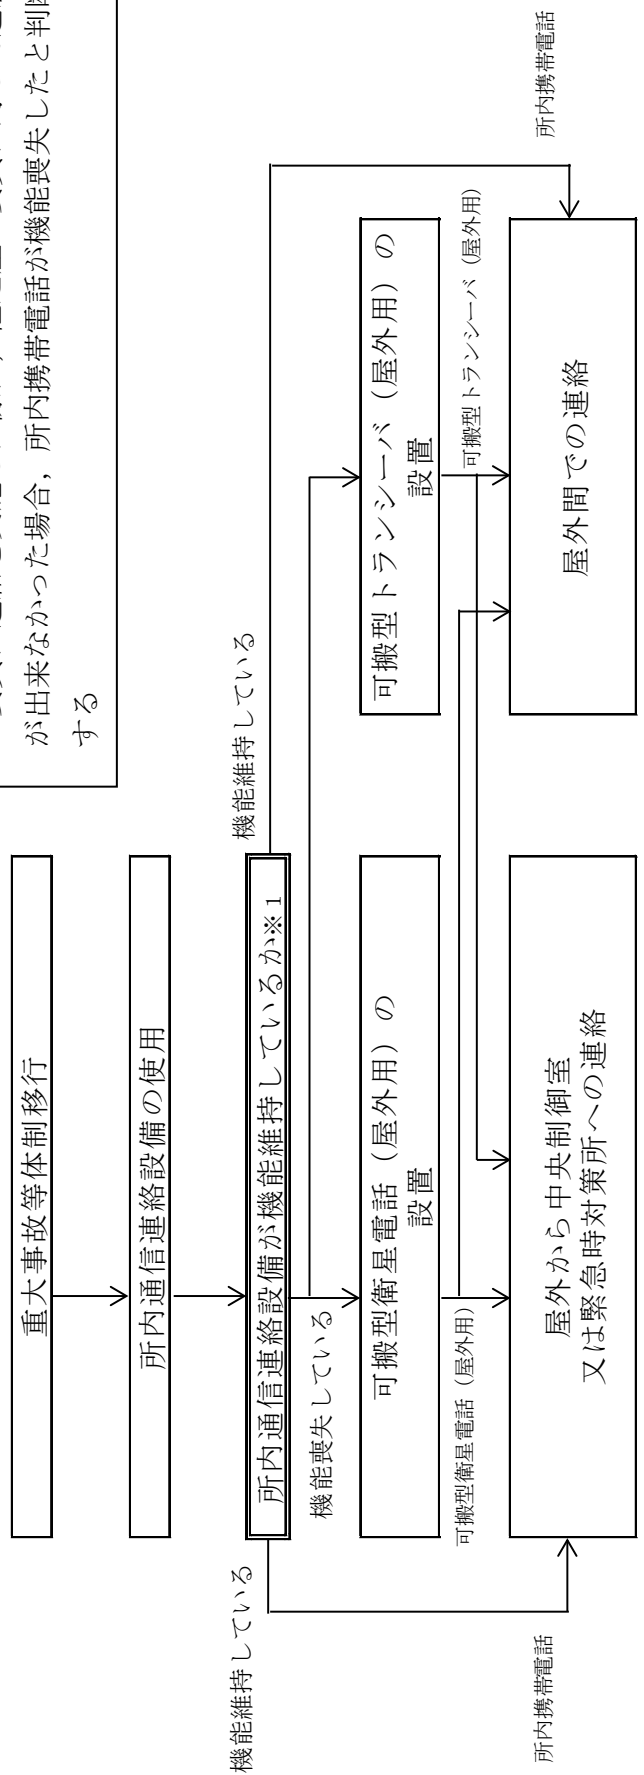 が出来なかった場合，所内携帯電話が機能喪失したと判断
する
重大事故等体制移行
所内通信連絡設備の使用
所内通信連絡設備が機能維持しているか※１
機能維持している
機能維持している
機能喪失している
可搬型衛星電話（屋外用）の
設置
可搬型トランシーバ（屋外用）の
設置
可搬型衛星電話（屋外用）
可搬型トランシーバ（屋外用）
所内携帯電話
所内携帯電話
屋外から中央制御室
又は緊急時対策所への連絡
屋外間での連絡